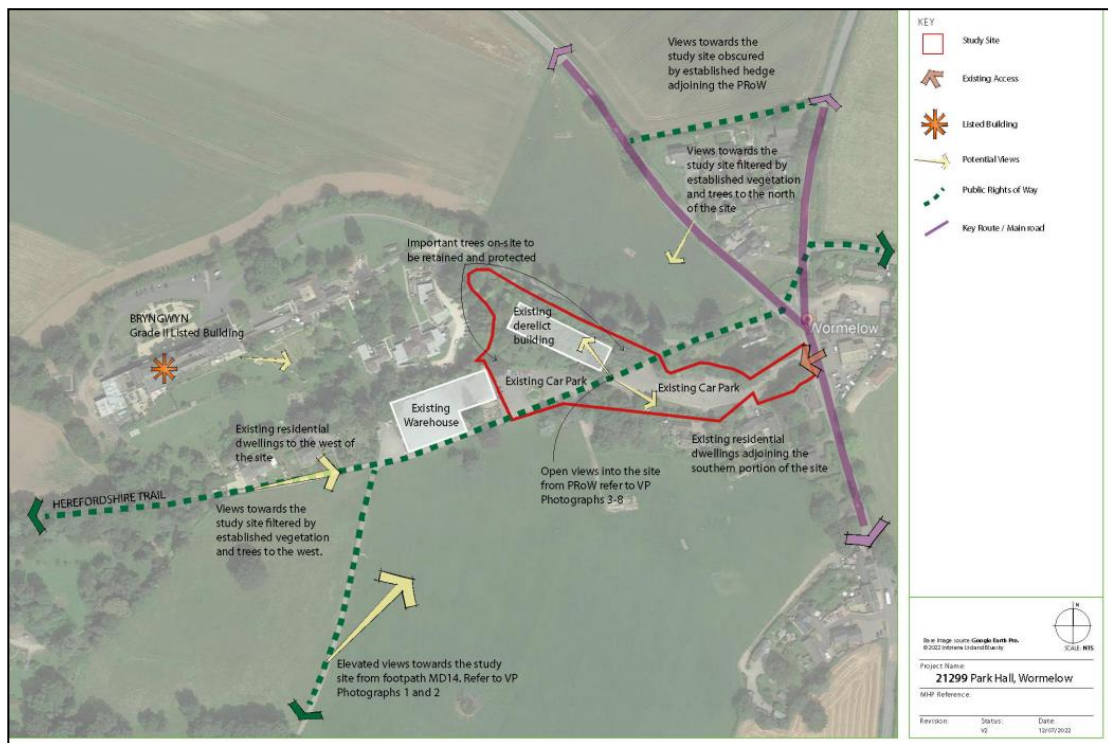 Views towards the
study site obscured
by established hedge
adjoining the PRoW
Views towards the
study site filtered by
established vegetation
and trees to the north
of the site
Important trees on-site to
be retained and protected
BRYNGWYN
Grade II Listed Building
Existing
derelict
building
Wormelow
Existing Car Park
Existing Car Park
Existing
Warehouse
Existing residential
dwellings to the west of
the site
Existing residential
dwellings adjoining the
southern portion of the site
Open views into the site
from PRoW refer to VP
Photographs 3-8
HEREFORDSHIRE TRAIL
Views towards the
study site filtered by
established vegetation
and trees to the west.
Elevated views towards the study
site from footpath MD14. Refer to VP
Photographs 1 and 2
KEY
Study Site
Existing Access
Listed Building
Potential Views
Public Rights of Way
Key Route / Main road
N
Base image source: Google Earth Pro.
©2022 Infoterra Ltd and Bluesky
SCALE: NTS
Project Name:
21299 Park Hall, Wormelow
MHP Reference:
Revision: Status: Date:
V2 12/07/2022